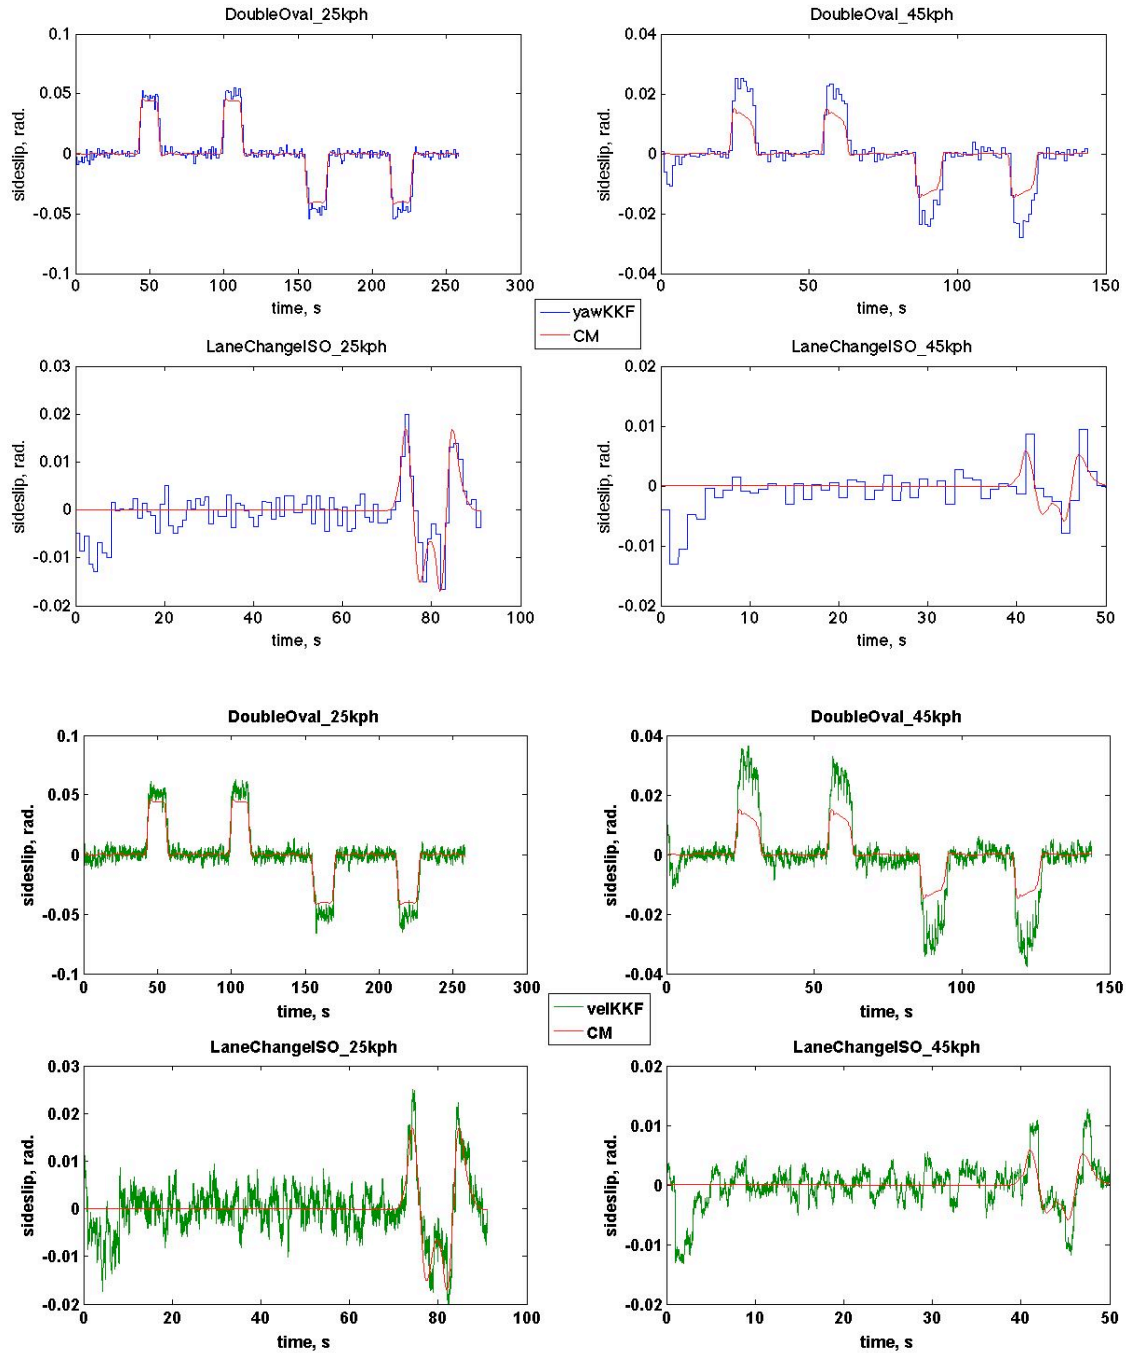 DoubleOval_25kph
0.1
0.05
0
-0.05
-0.1
sideslip, rad.
0 50 100 150 200 250 300
time, s
DoubleOval_45kph
0.04
0.02
0
-0.02
-0.04
sideslip, rad.
0 50 100 150
time, s
yawKKF
CM
LaneChangeISO_25kph
0.03
0.02
0.01
0
-0.01
-0.02
sideslip, rad.
0 20 40 60 80 100
time, s
LaneChangeISO_45kph
0.02
0.01
0
-0.01
-0.02
sideslip, rad.
0 10 20 30 40 50
time, s
DoubleOval_25kph
0.1
0.05
0
-0.05
-0.1
sideslip, rad.
0 50 100 150 200 250 300
time, s
DoubleOval_45kph
0.04
0.02
0
-0.02
-0.04
sideslip, rad.
0 50 100 150
time, s
velKKF
CM
LaneChangeISO_25kph
0.03
0.02
0.01
0
-0.01
-0.02
sideslip, rad.
0 20 40 60 80 100
time, s
LaneChangeISO_45kph
0.02
0.01
0
-0.01
-0.02
sideslip, rad.
0 10 20 30 40 50
time, s